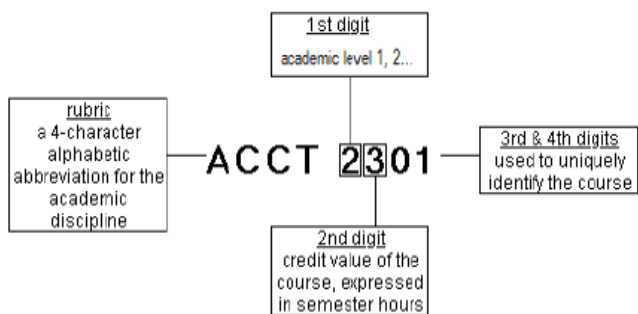 1st digit
academic level 1, 2...
rubric
a 4-character
alphabetic
abbreviation for the
academic
discipline
ACCT 2301
3rd & 4th digits
used to uniquely
identify the course
2nd digit
credit value of the
course, expressed
in semester hours